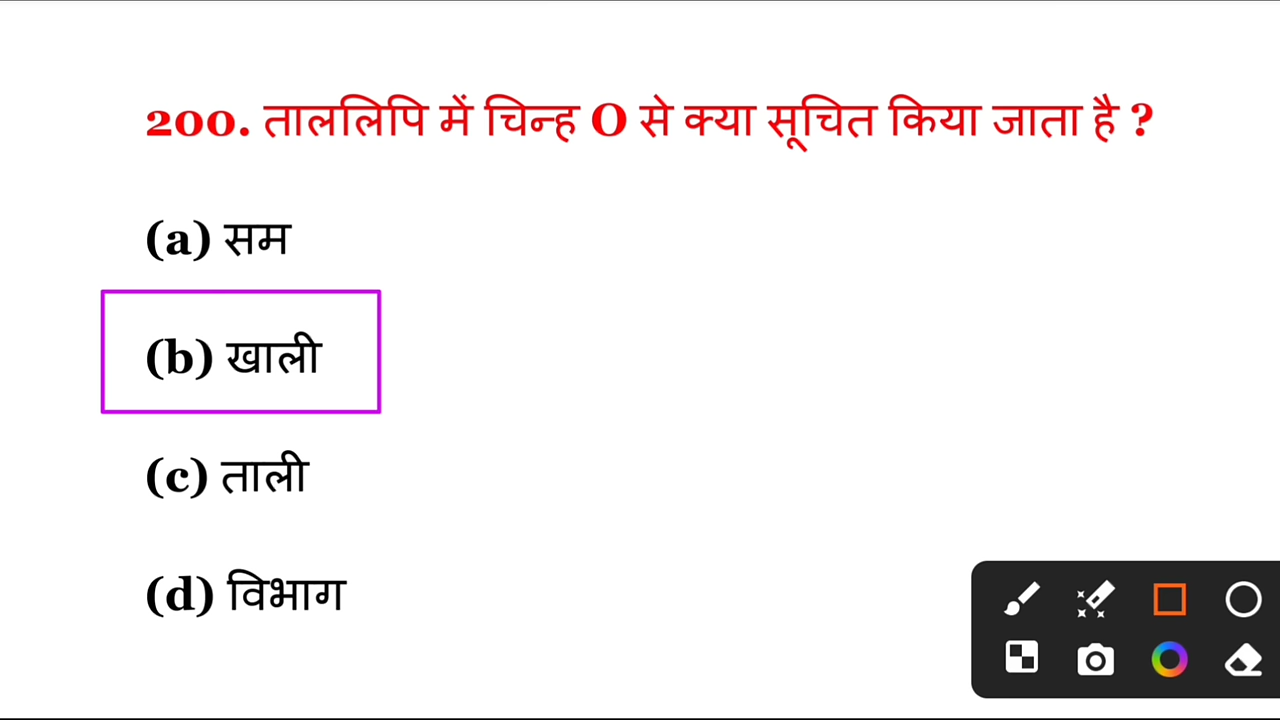 200. ताललिपि में चिन्ह O से क्या सूचित किया जाता है ?
(a) सम
(b) खाली
(c) ताली
(d) विभाग